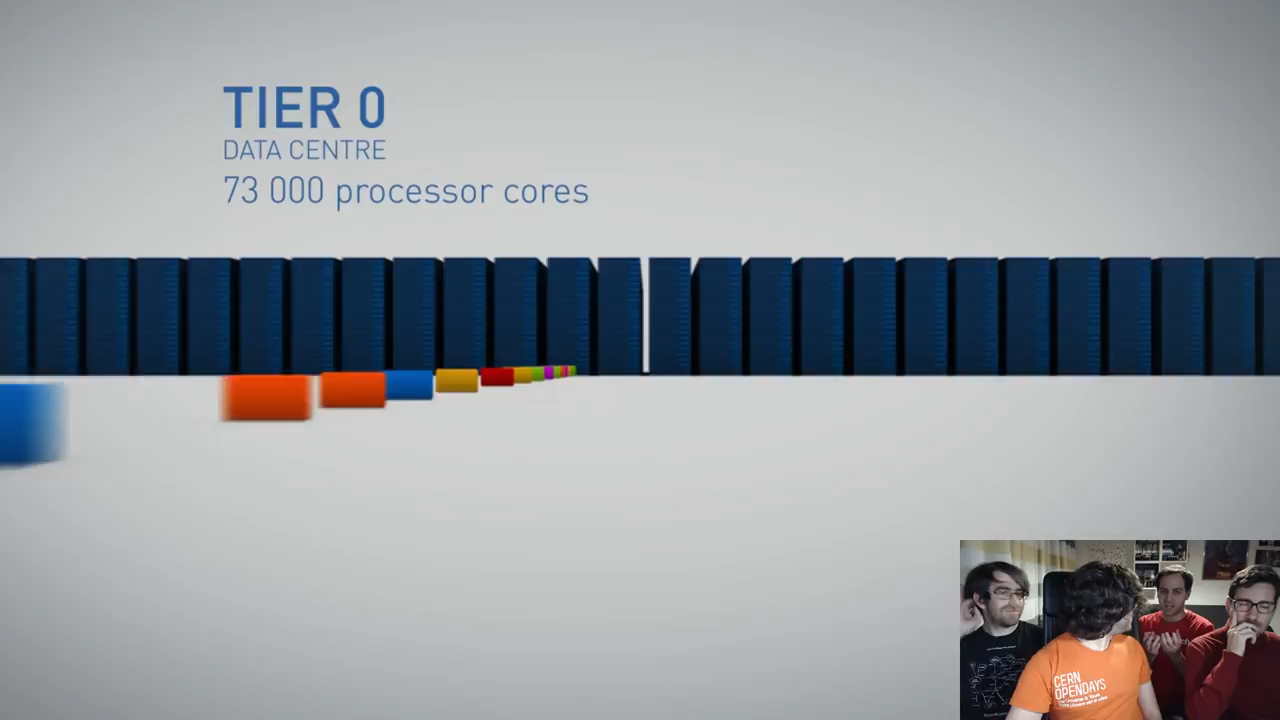 TIER 0
DATA CENTRE
73 000 processor cores
CERN
OPENDAYS